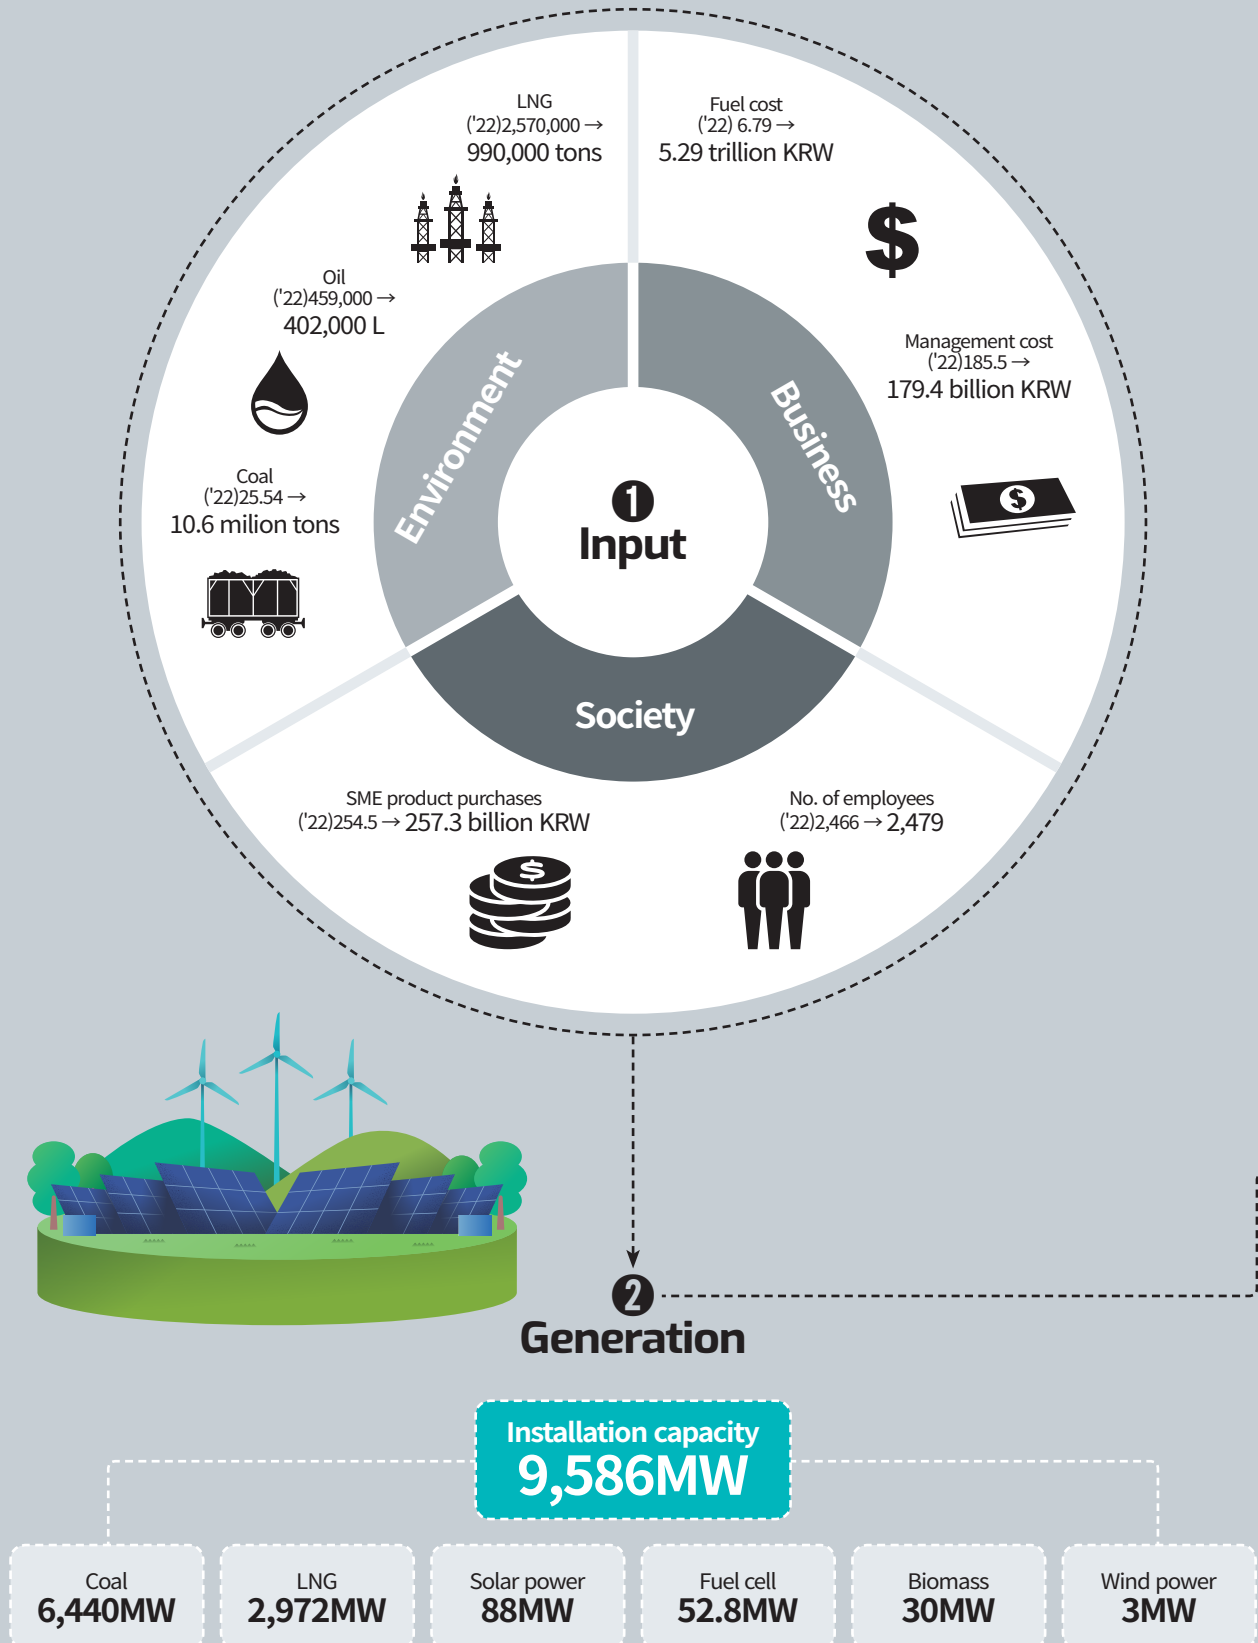 LNG
('22)2,570,000 →
990,000 tons
Fuel cost
('22) 6.79 →
5.29 trillion KRW
$
Oil
('22)459,000 →
402,000 L
Management cost
('22)185.5 →
179.4 billion KRW
$
Coal
('22)25.54 →
10.6 milion tons
Environment
Business
1
Input
Society
SME product purchases
('22)254.5 → 257.3 billion KRW
$
No. of employees
('22)2,466 → 2,479
2
Generation
Installation capacity
9,586MW
Coal
6,440MW
LNG
2,972MW
Solar power
88MW
Fuel cell
52.8MW
Biomass
30MW
Wind power
3MW